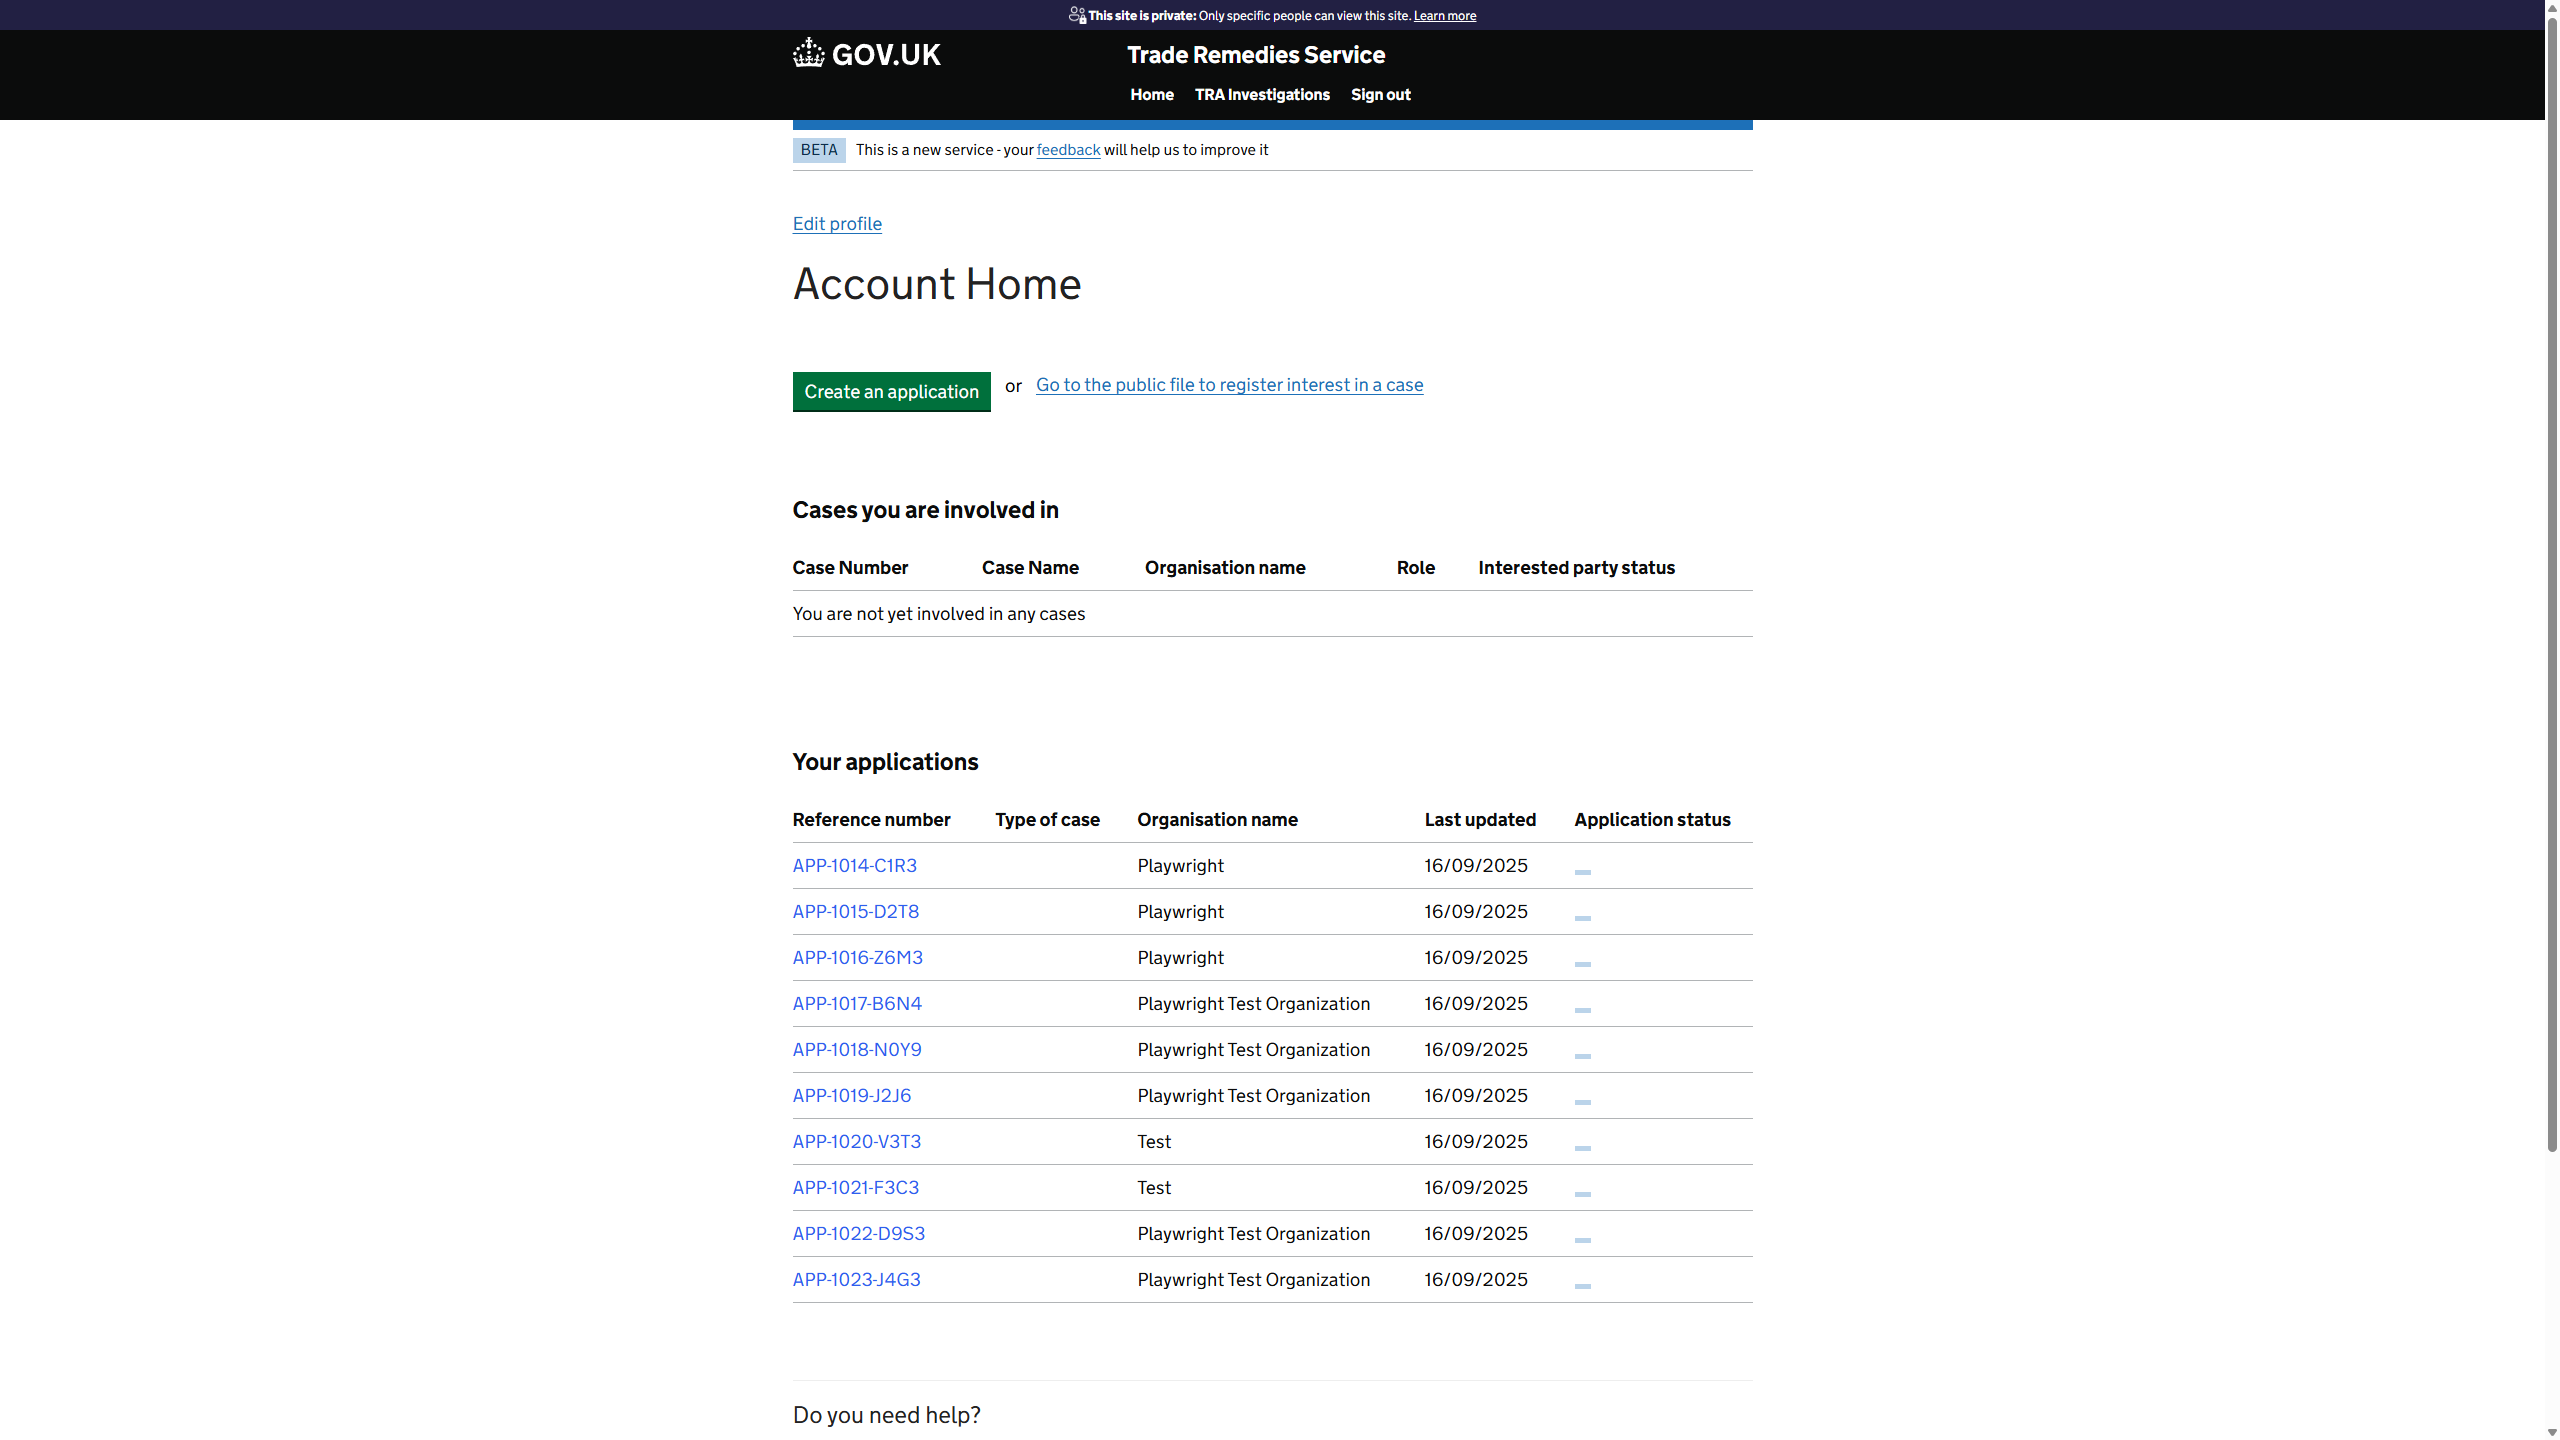 This site is private: Only specific people can view this site. Learn more
GOV.UK
Trade Remedies Service
Home TRA Investigations Sign out
BETA This is a new service - your feedback will help us to improve it
Edit profile
Account Home
Create an application or Go to the public file to register interest in a case
Cases you are involved in
Case Number Case Name Organisation name Role Interested party status
You are not yet involved in any cases
Your applications
Reference number Type of case Organisation name Last updated Application status
APP-1014-C1R3 Playwright 16/09/2025
APP-1015-D2T8 Playwright 16/09/2025
APP-1016-Z6M3 Playwright 16/09/2025
APP-1017-B6N4 Playwright Test Organization 16/09/2025
APP-1018-N0Y9 Playwright Test Organization 16/09/2025
APP-1019-J2J6 Playwright Test Organization 16/09/2025
APP-1020-V3T3 Test 16/09/2025
APP-1021-F3C3 Test 16/09/2025
APP-1022-D9S3 Playwright Test Organization 16/09/2025
APP-1023-J4G3 Playwright Test Organization 16/09/2025
Do you need help?